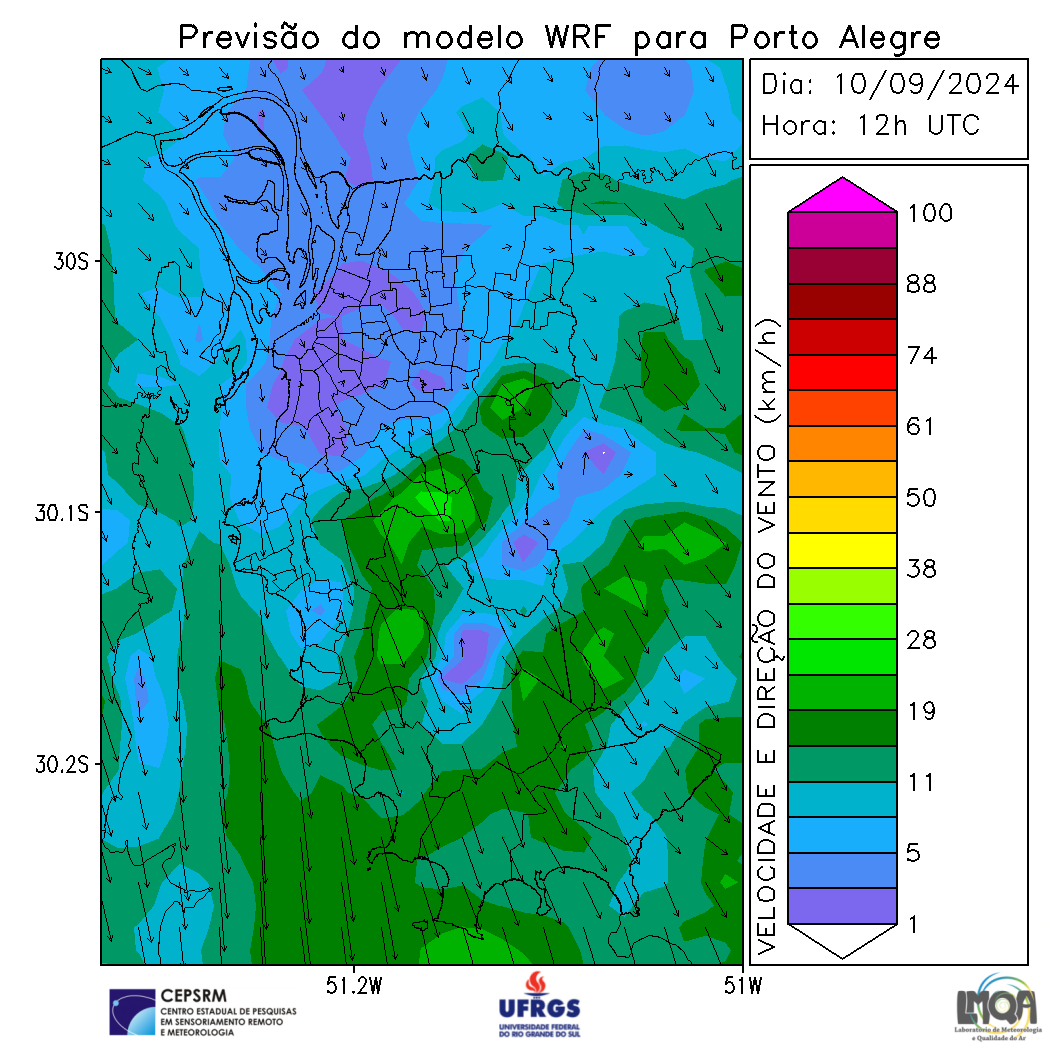 Previsão do modelo WRF para Porto Alegre
Dia: 10/09/2024
Hora: 12h UTC
30S
30.1S
30.2S
51.2W
51W
VELOCIDADE E DIREÇÃO DO VENTO (km/h)
100
88
74
61
50
38
28
19
11
5
1
CEPSRM
CENTRO ESTADUAL DE PESQUISAS
EM SENSORIAMENTO REMOTO
E METEOROLOGIA
UFRGS
UNIVERSIDADE FEDERAL
DO RIO GRANDE DO SUL
LMQA
Laboratório de Meteorologia
e Qualidade do Ar